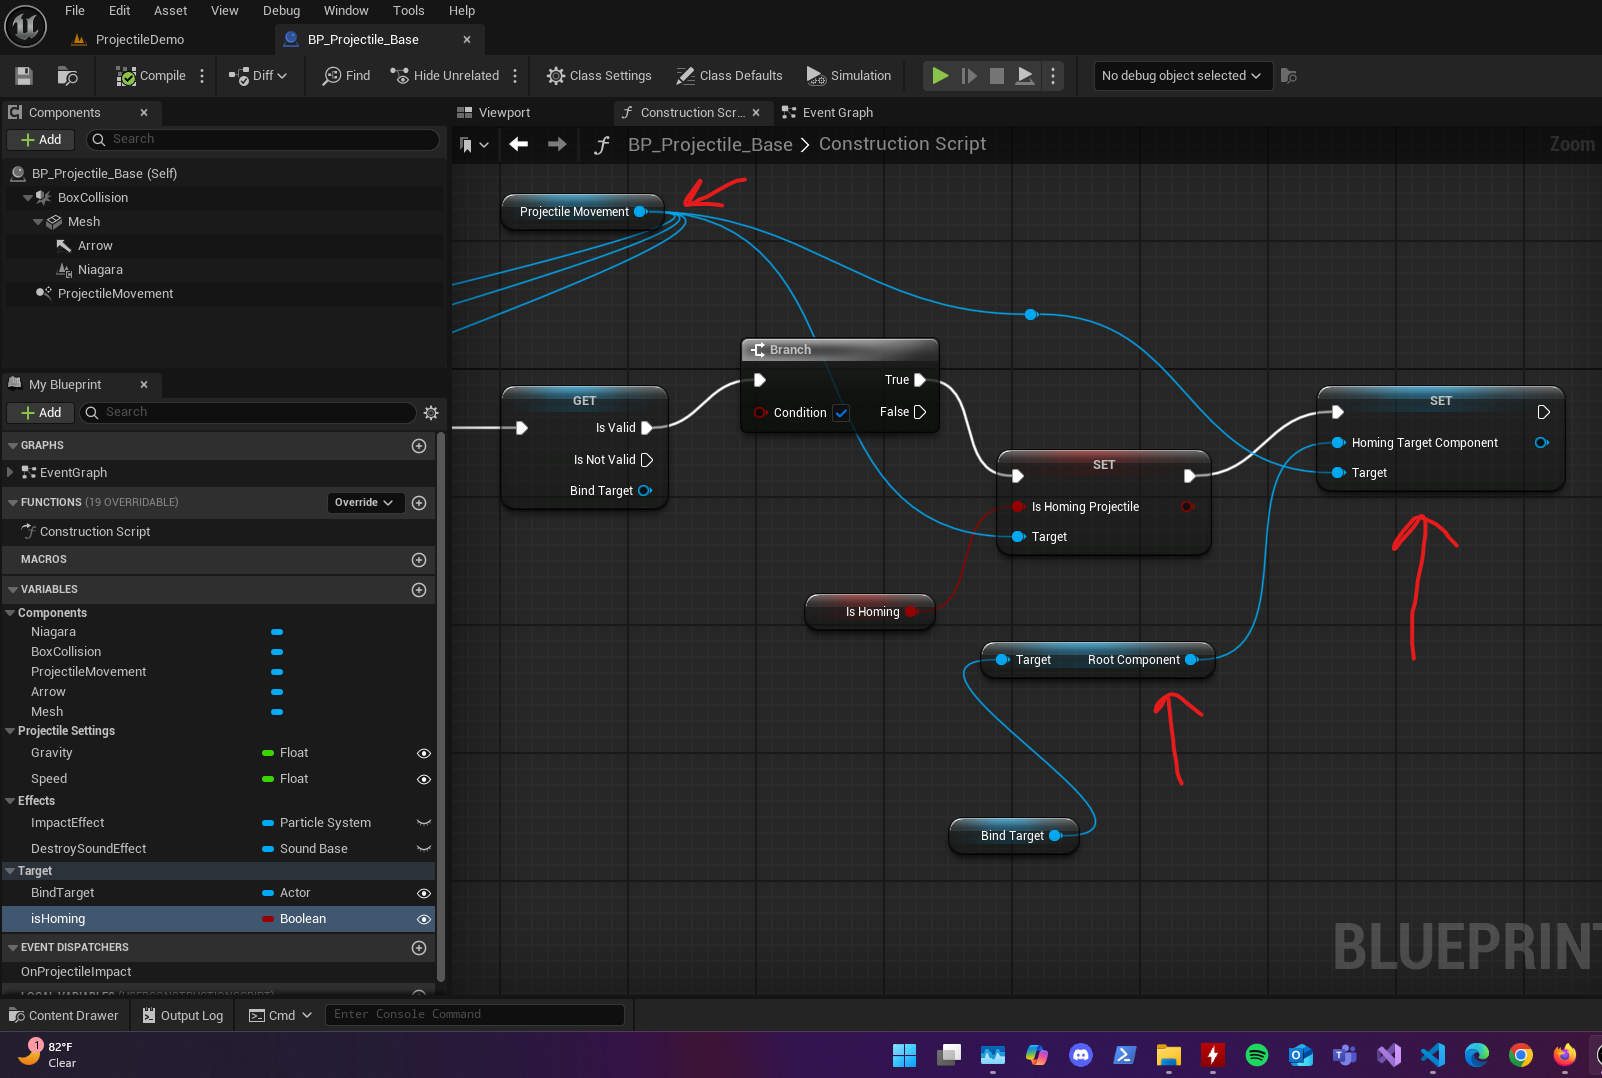 File Edit Asset View Debug Window Tools Help
ProjectileDemo
BP_Projectile_Base
Compile
Diff
Find
Hide Unrelated
Class Settings
Class Defaults
Simulation
No debug object selected
Components
Viewport
Construction Scr...
Event Graph
Add
Search
BP_Projectile_Base > Construction Script
Zoom
BP_Projectile_Base (Self)
BoxCollision
Mesh
Arrow
Niagara
ProjectileMovement
Projectile Movement
Branch
True
Condition
False
GET
Is Valid
Is Not Valid
Bind Target
SET
Is Homing Projectile
Target
SET
Homing Target Component
Target
Is Homing
Target Root Component
Bind Target
BLUEPRINT
My Blueprint
Add
Search
GRAPHS
EventGraph
FUNCTIONS (19 OVERRIDABLE)
Override
Construction Script
MACROS
VARIABLES
Components
Niagara
BoxCollision
ProjectileMovement
Arrow
Mesh
Projectile Settings
Gravity Float
Speed Float
Effects
ImpactEffect Particle System
DestroySoundEffect Sound Base
Target
BindTarget Actor
isHoming Boolean
EVENT DISPATCHERS
OnProjectileImpact
Content Drawer
Output Log
Cmd
Enter Console Command
1
82°F
Clear